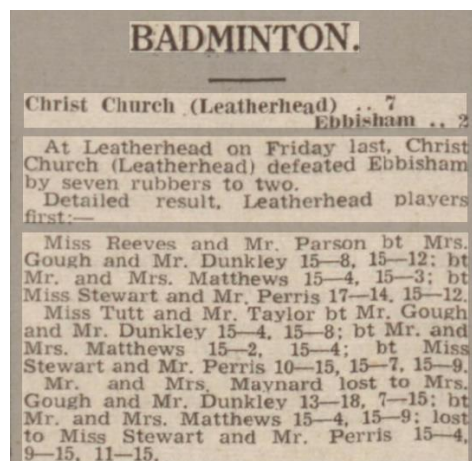 BADMINTON.
Christ Church (Leatherhead) .. 7
Ebbisham .. 2
At Leatherhead on Friday last, Christ
Church (Leatherhead) defeated Ebbisham
by seven rubbers to two.
Detailed result, Leatherhead players
first:—
Miss Reeves and Mr. Parson bt Mrs.
Gough and Mr. Dunkley 15—8, 15—12; bt
Mr. and Mrs. Matthews 15—4, 15—3; bt
Miss Stewart and Mr. Perris 17—14, 15—12.
Miss Tutt and Mr. Taylor bt Mr. Gough
and Mr. Dunkley 15—4, 15—8; bt Mr. and
Mrs. Matthews 15—2, 15—4; bt Miss
Stewart and Mr. Perris 10—15, 15—7, 15—9.
Mr. and Mrs. Maynard lost to Mrs.
Gough and Mr. Dunkley 13—18, 7—15; bt
Mr. and Mrs. Matthews 15—4, 15—9; lost
to Miss Stewart and Mr. Perris 15—4,
9—15, 11—15.